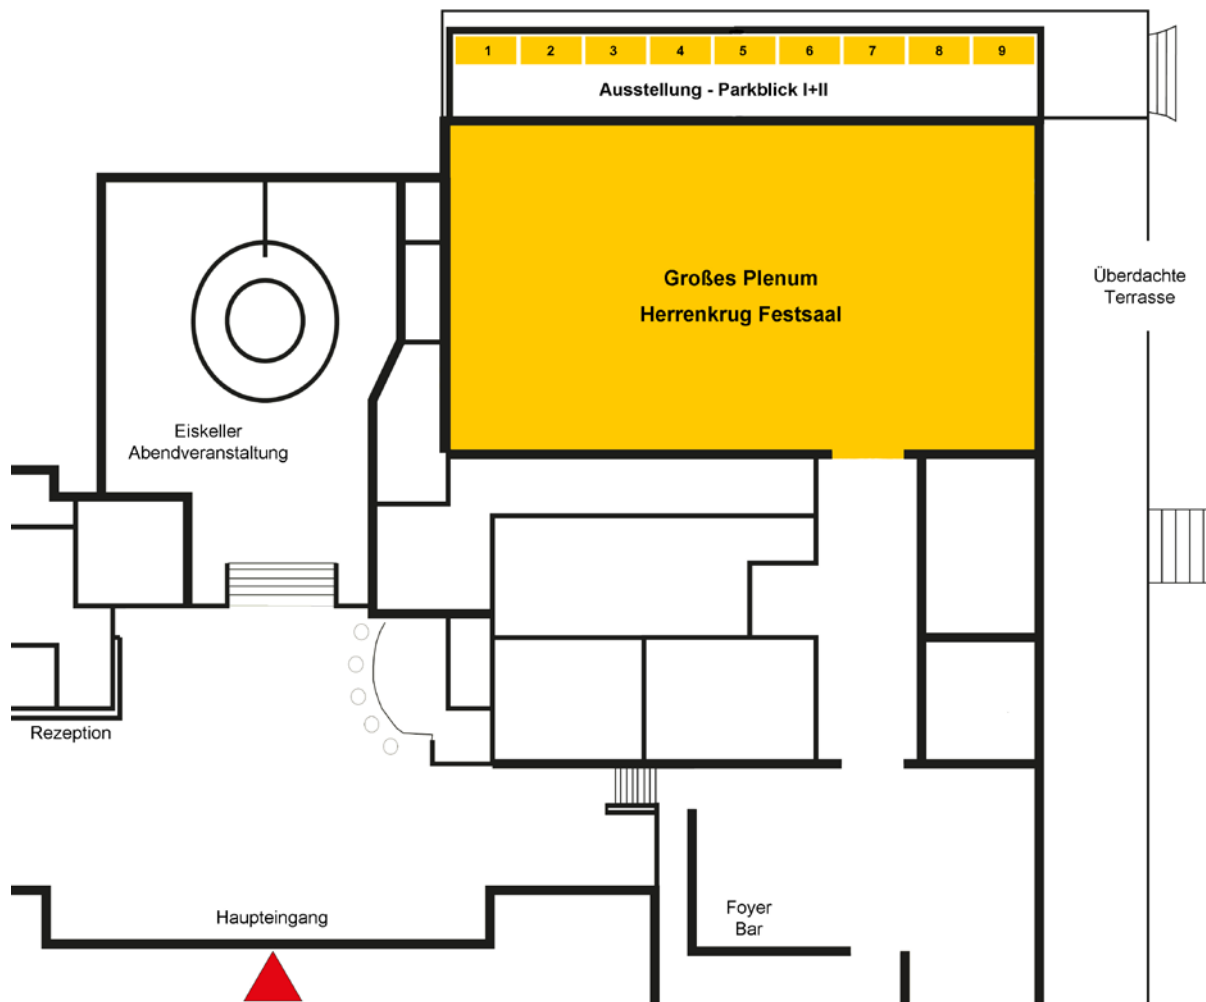 1 2 3 4 5 6 7 8 9
Ausstellung - Parkblick I+II
Großes Plenum
Herrenkrug Festsaal
Überdachte
Terrasse
Eiskeller
Abendveranstaltung
Rezeption
Haupteingang
Foyer
Bar